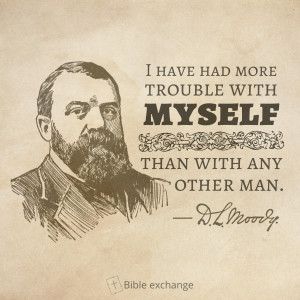 I have had more
trouble with
myself
than with any
other man.
— D.L. Moody.
Bible exchange